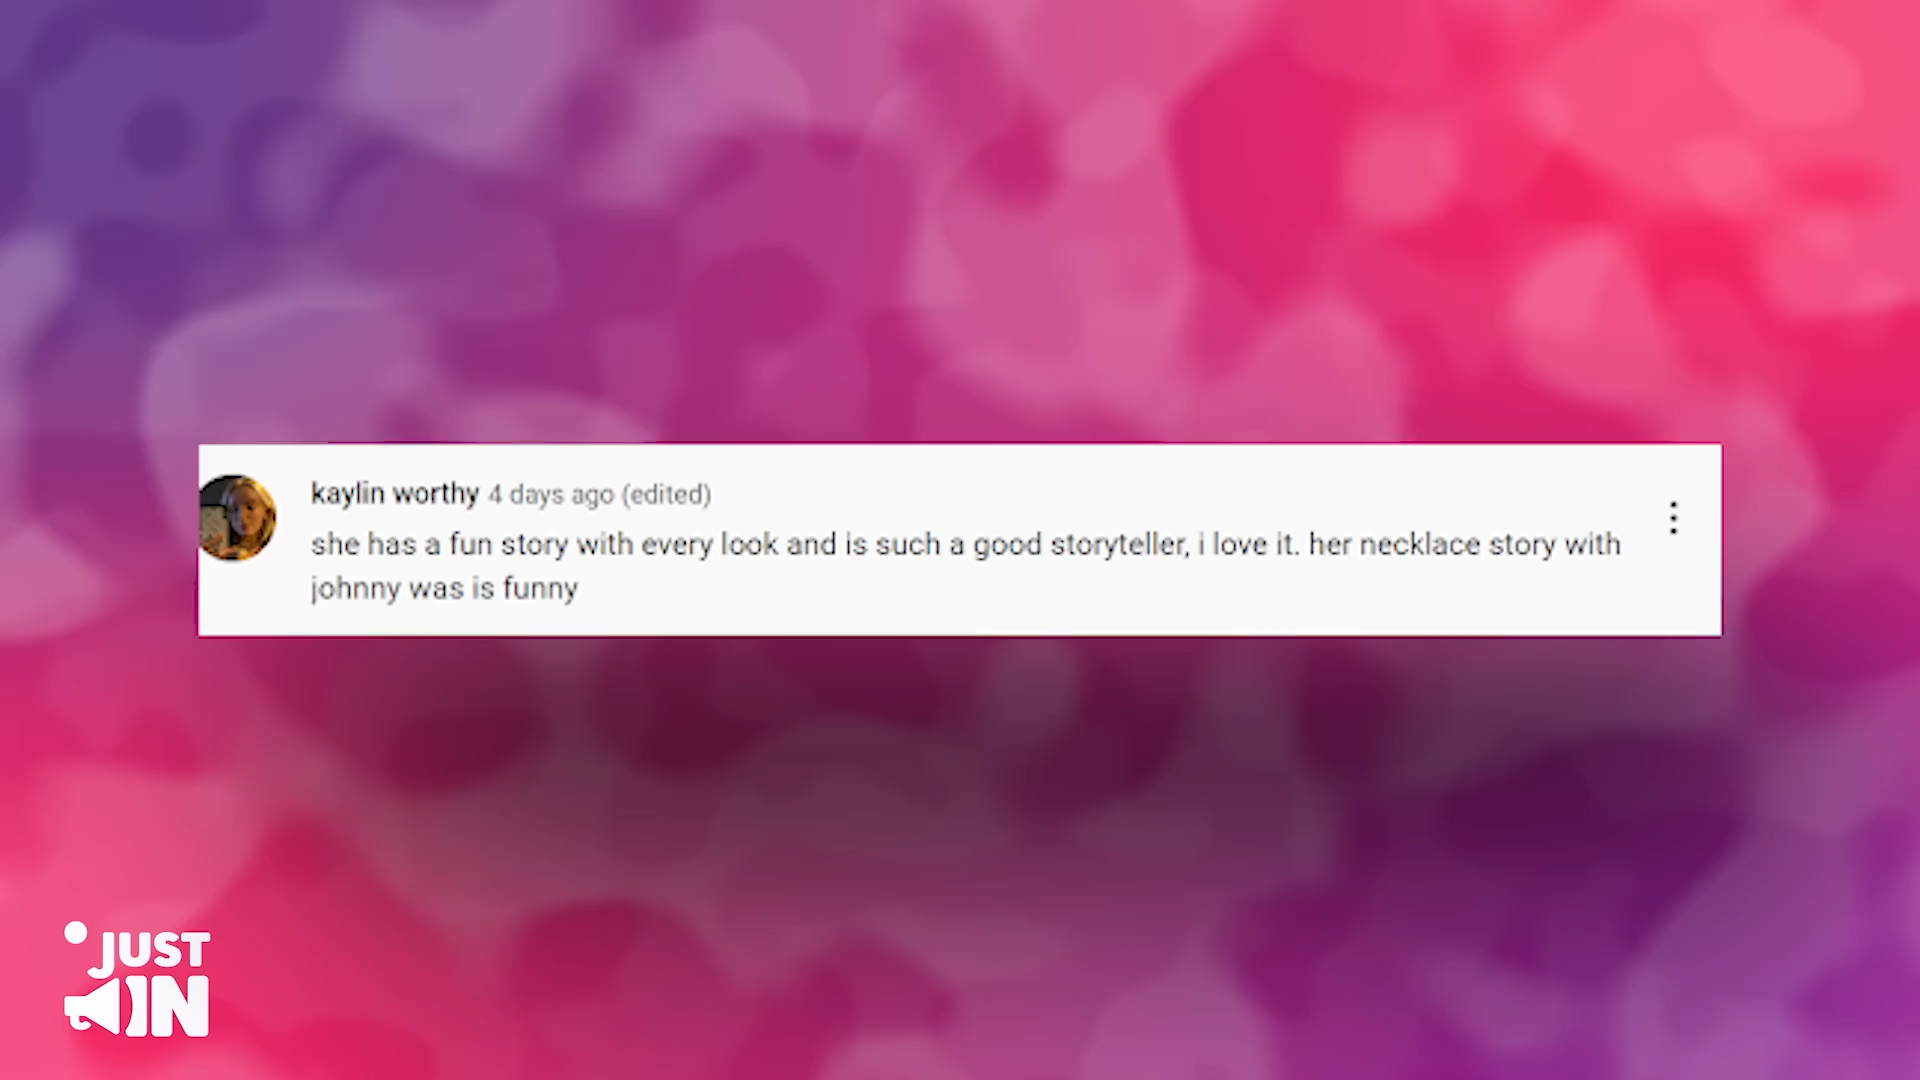 kaylin worthy 4 days ago (edited)
she has a fun story with every look and is such a good storyteller, i love it. her necklace story with
johnny was is funny
JUST
IN